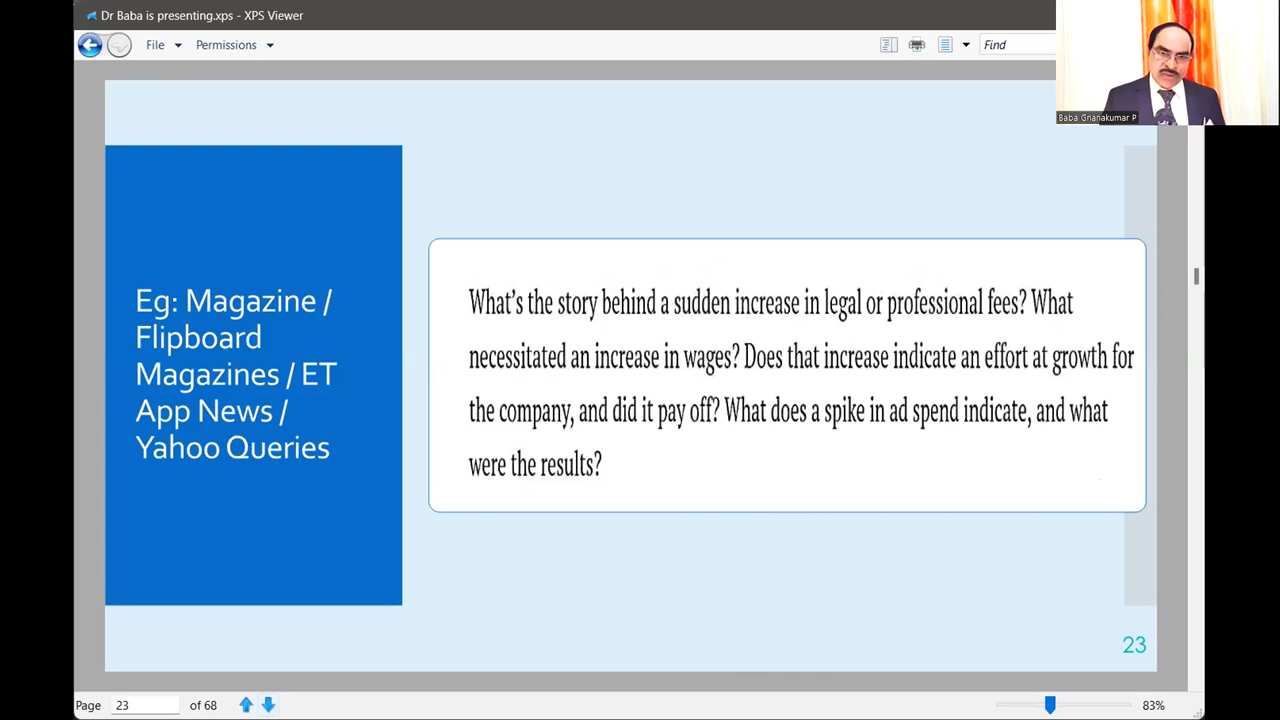 Dr Baba is presenting.xps - XPS Viewer
File
Permissions
Find
Baba Gnanakumar P
Eg: Magazine /
Flipboard
Magazines / ET
App News /
Yahoo Queries
What's the story behind a sudden increase in legal or professional fees? What
necessitated an increase in wages? Does that increase indicate an effort at growth for
the company, and did it pay off? What does a spike in ad spend indicate, and what
were the results?
23
Page 23 of 68
83%